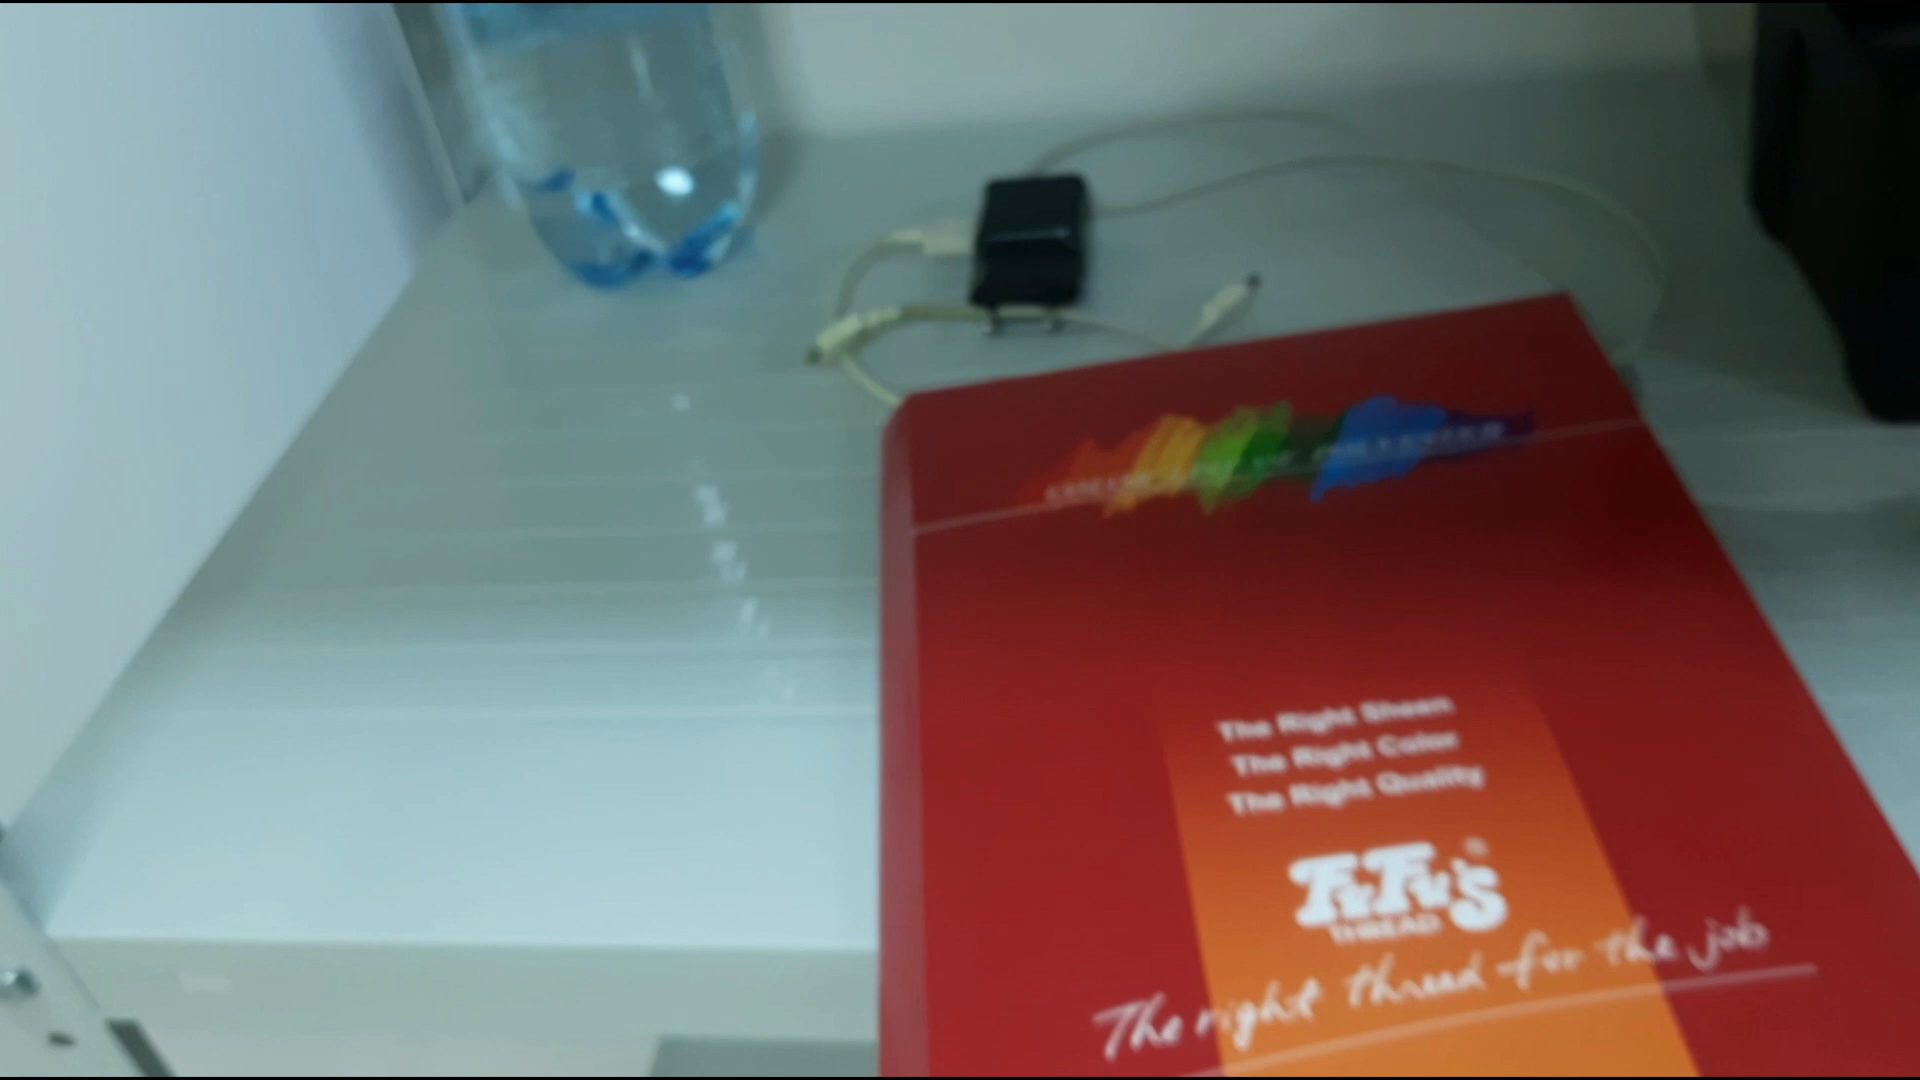 The Right Sheen
The Right Color
The Right Quality
FuFu's
THREAD
The right thread for the job